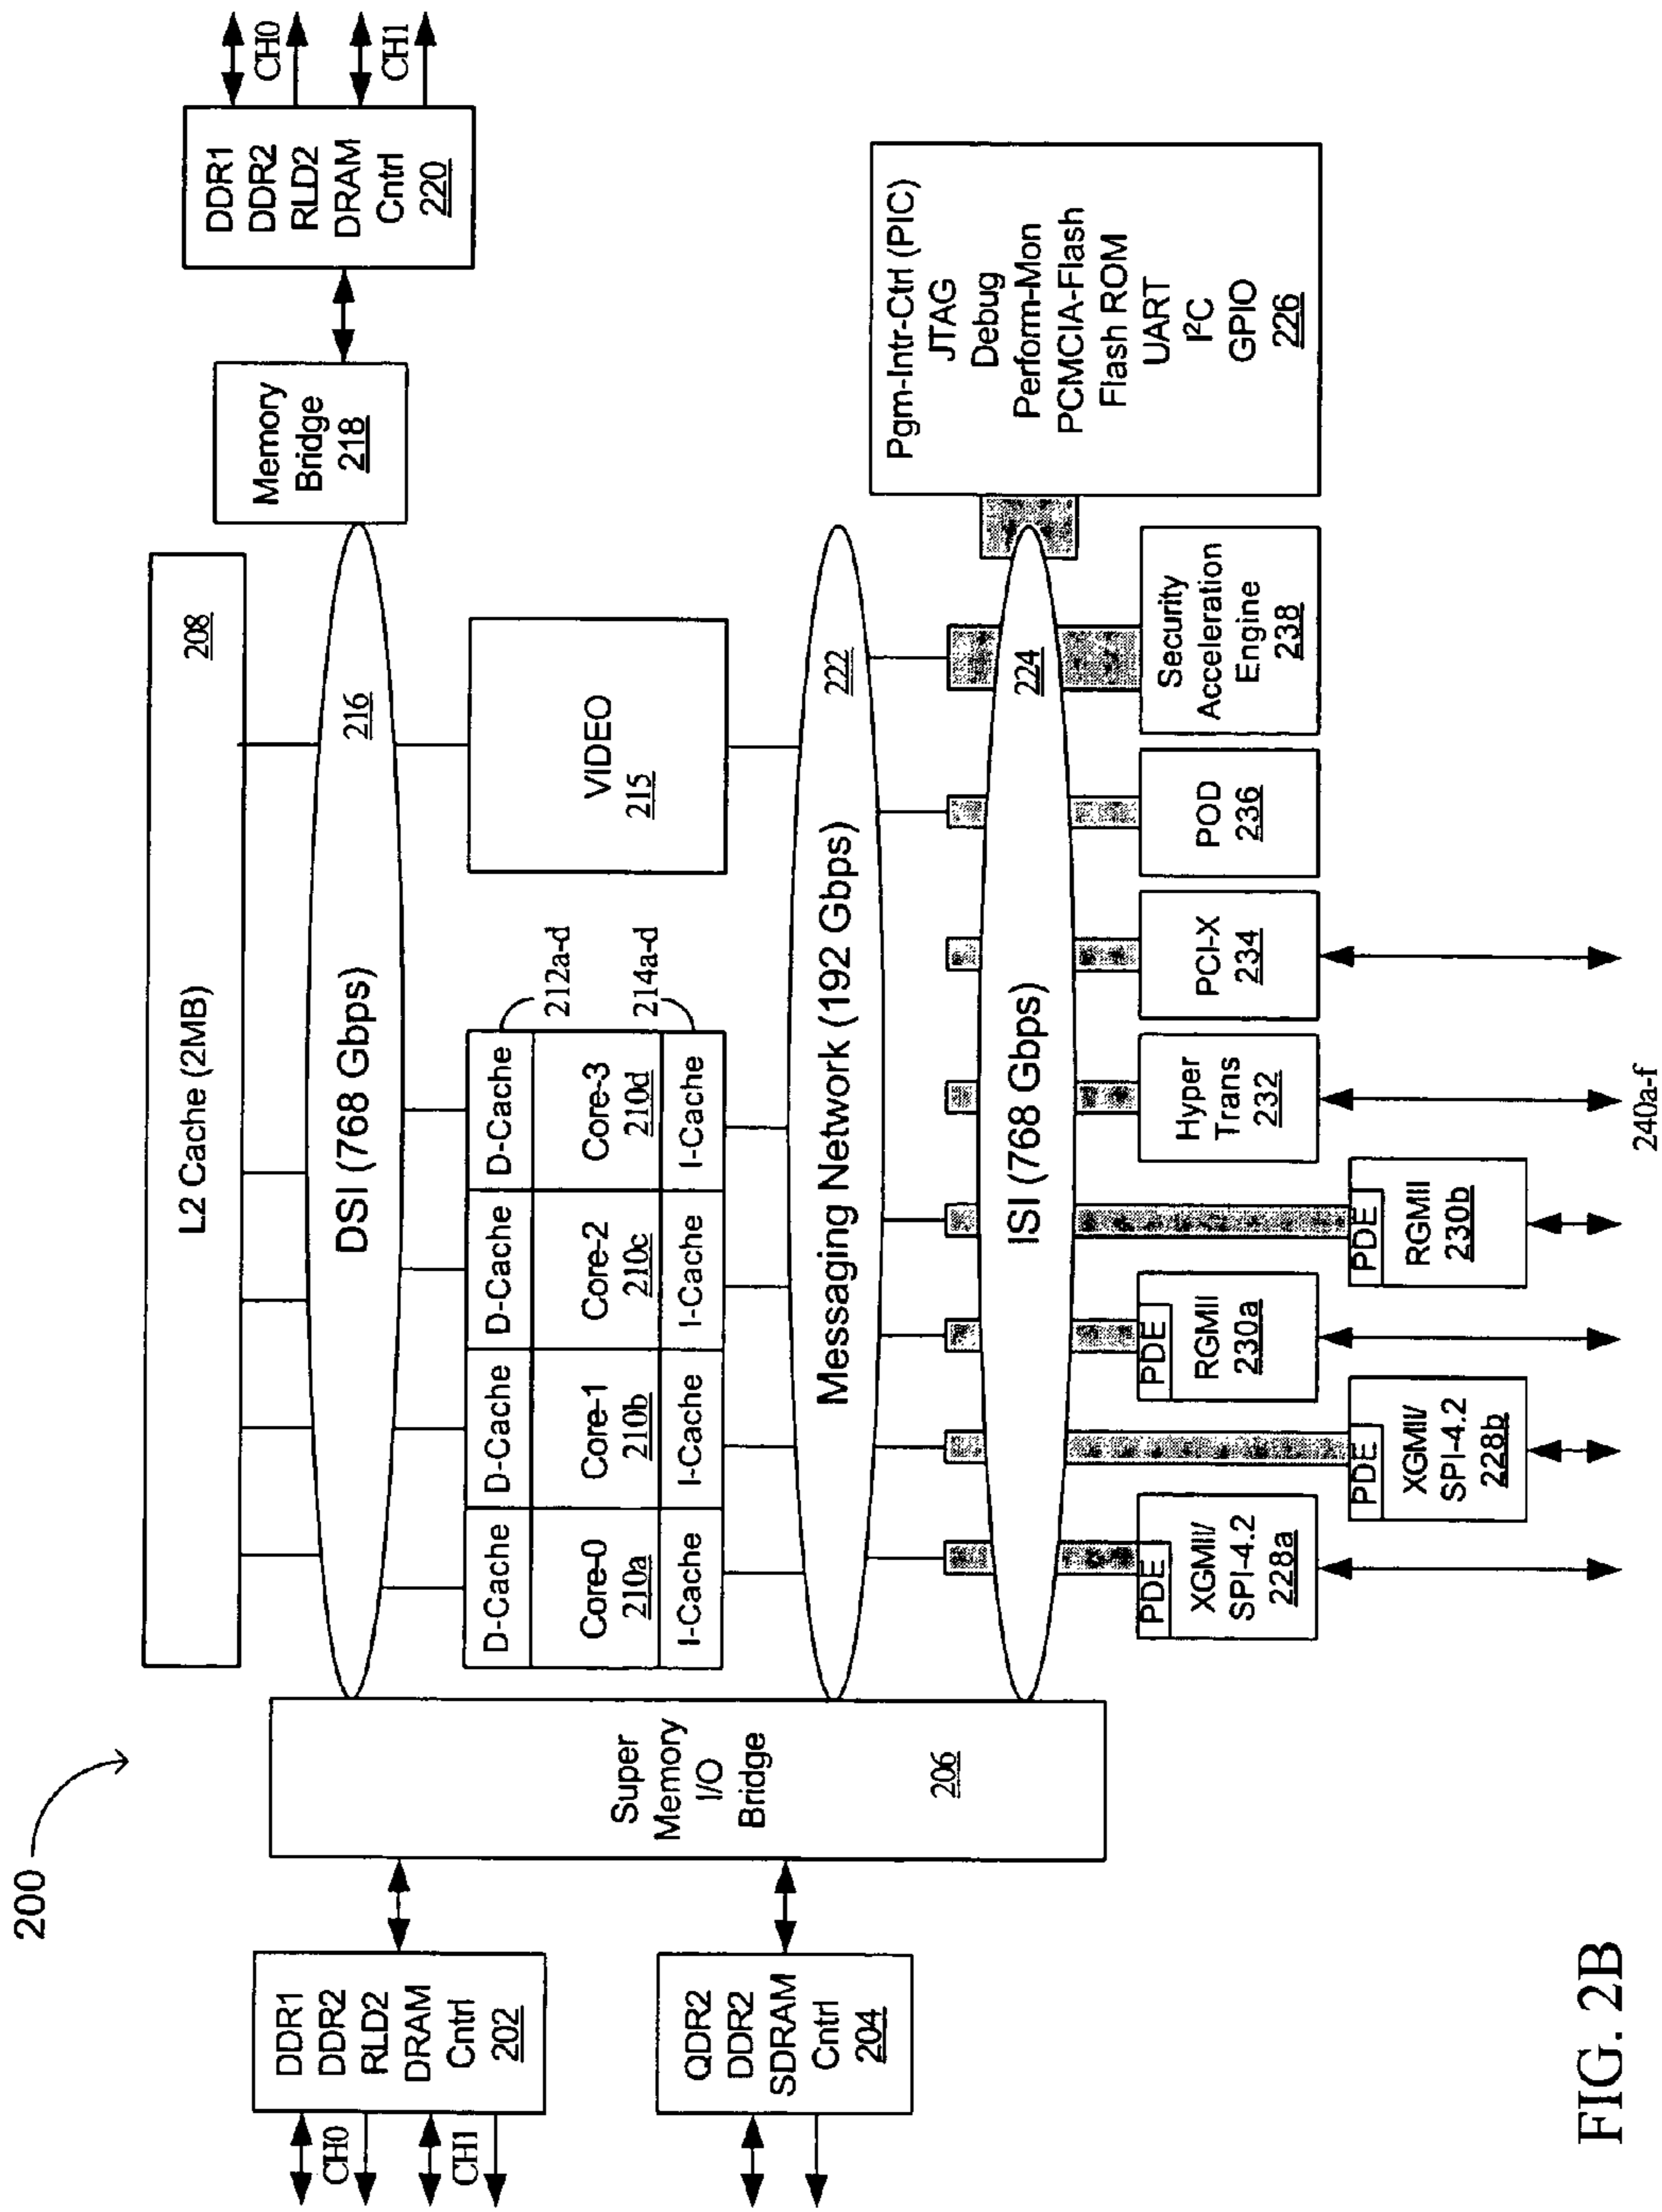 200
L2 Cache (2MB)
208
DDR1
DDR2
RLD2
DRAM
Cntrl
202
CH0
CH1
QDR2
DDR2
SDRAM
Cntrl
204
Super
Memory
I/O
Bridge
206
DSI (768 Gbps)
216
Memory
Bridge
218
DDR1
DDR2
RLD2
DRAM
Cntrl
220
CH0
CH1
D-Cache
D-Cache
D-Cache
D-Cache
212a-d
Core-0
210a
Core-1
210b
Core-2
210c
Core-3
210d
214a-d
I-Cache
I-Cache
I-Cache
I-Cache
VIDEO
215
Messaging Network (192 Gbps)
222
ISI (768 Gbps)
224
Pgm-Intr-Ctrl (PIC)
JTAG
Debug
Perfom-Mon
PCMCIA-Flash
Flash ROM
UART
I²C
GPIO
226
PDE
XGMII/
SPI-4.2
228a
PDE
XGMII/
SPI-4.2
228b
PDE
RGMII
230a
PDE
RGMII
230b
Hyper
Trans
232
PCI-X
234
POD
236
Security
Acceleration
Engine
238
240a-f
FIG. 2B